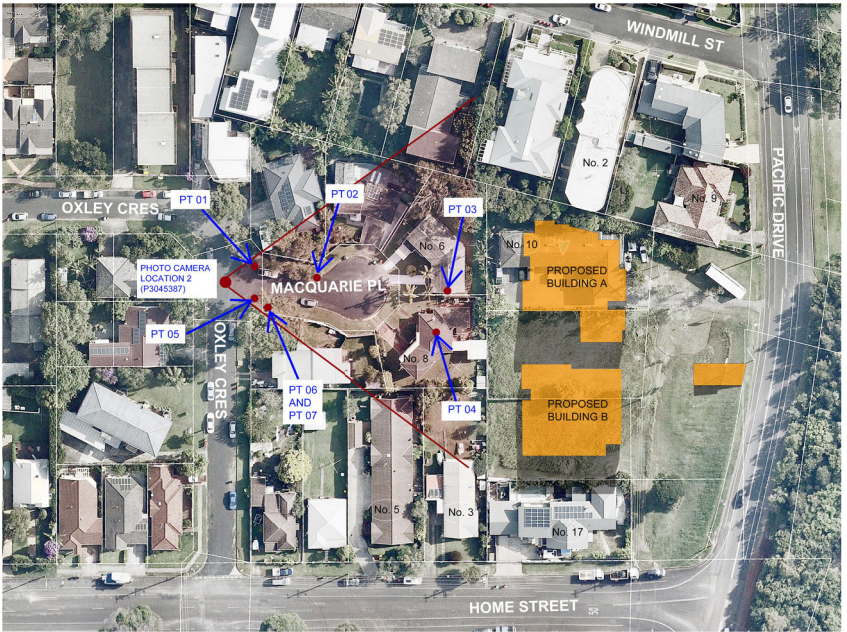 WINDMILL ST
No. 2
PACIFIC DRIVE
No. 9
PT 01
PT 02
PT 03
OXLEY CRES
No. 6
No. 10
PHOTO CAMERA
LOCATION 2
(P3045387)
MACQUARIE PL
PROPOSED
BUILDING A
PT 05
OXLEY CRES
No. 8
PT 06
AND
PT 07
PT 04
PROPOSED
BUILDING B
No. 5
No. 3
No. 17
HOME STREET